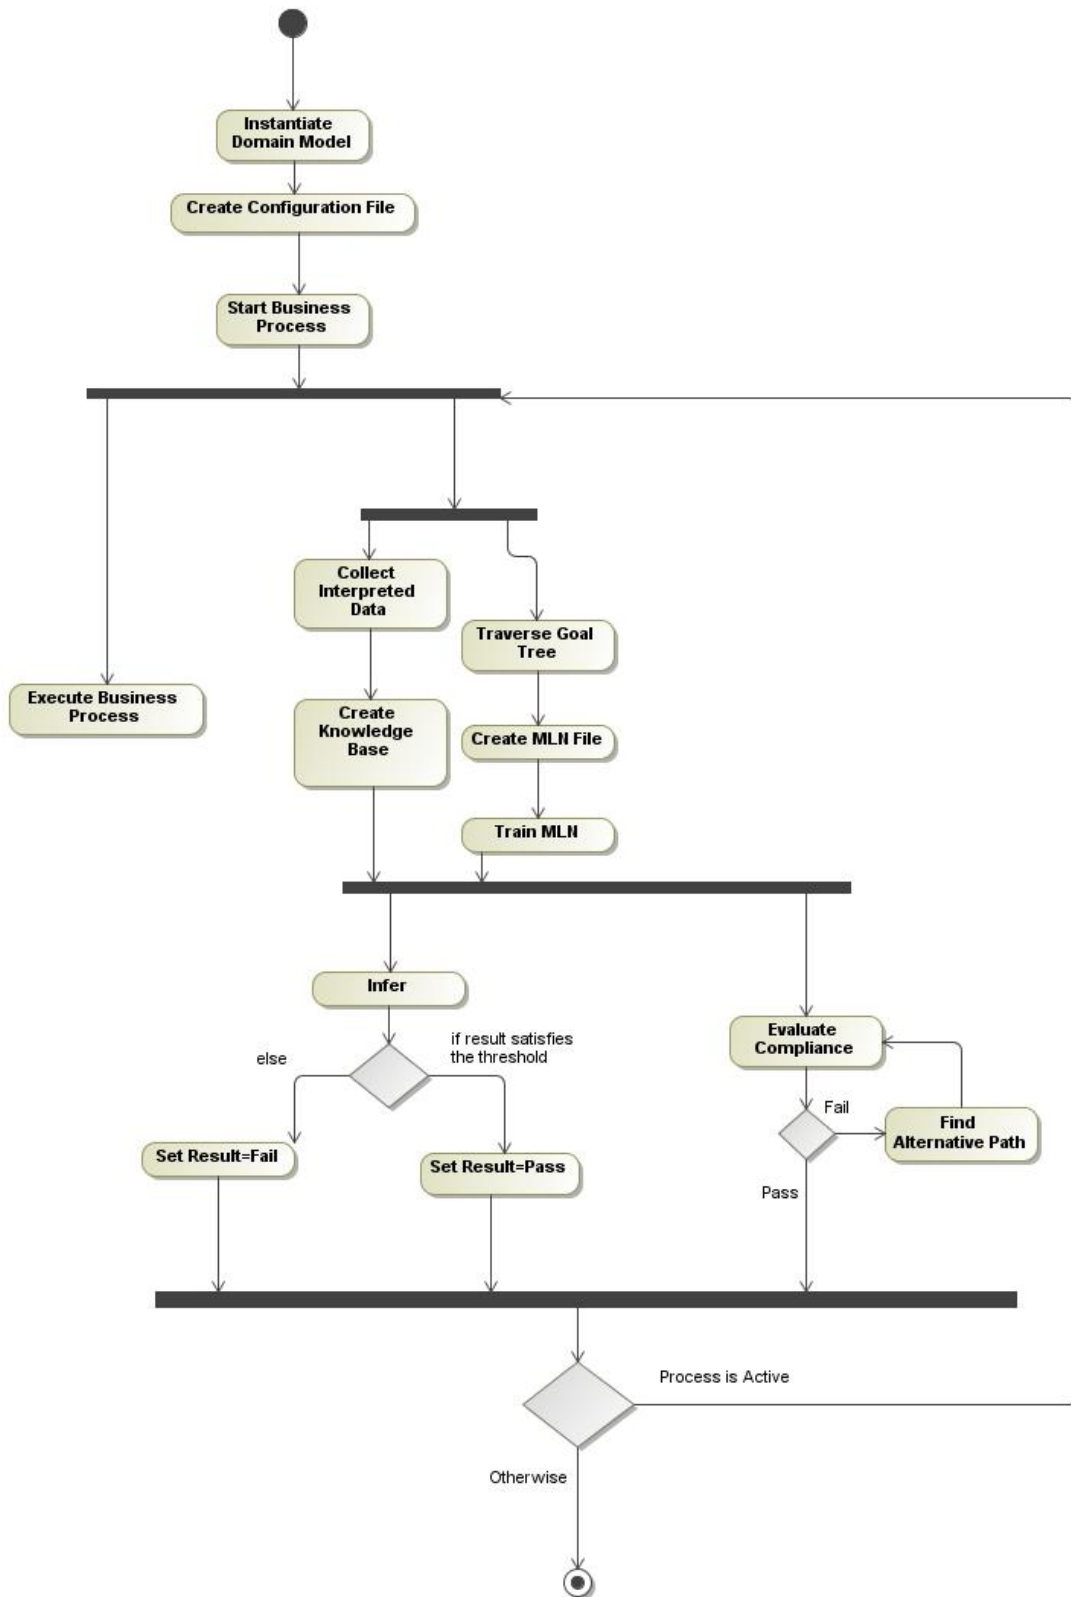 Instantiate
Domain Model
Create Configuration File
Start Business
Process
Collect
Interpreted
Data
Traverse Goal
Tree
Execute Business
Process
Create
Knowledge
Base
Create MLN File
Train MLN
Infer
if result satisfies
the threshold
else
Evaluate
Compliance
Fail
Find
Alternative Path
Set Result=Fail
Set Result=Pass
Pass
Process is Active
Otherwise